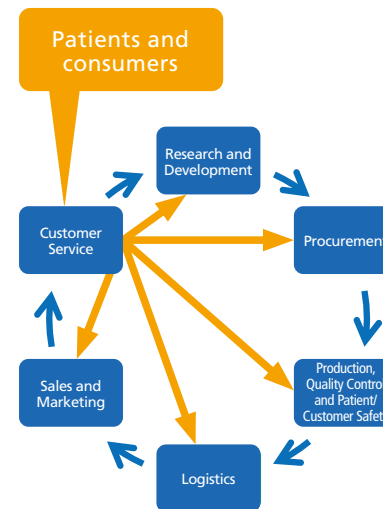 Patients and
consumers
Research and
Development
Customer
Service
Procurement
Production,
Quality Contro
and Patient/
Customer Safet
Sales and
Marketing
Logistics